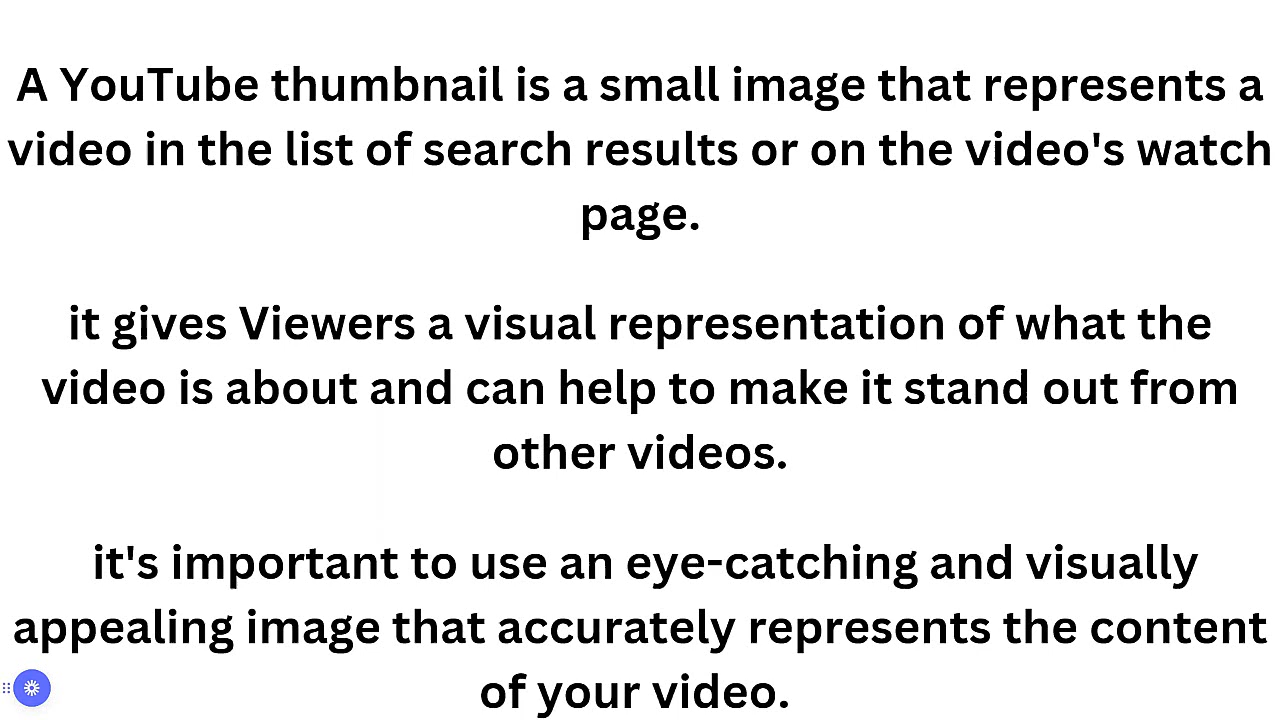 A YouTube thumbnail is a small image that represents a
video in the list of search results or on the video's watch
page.
it gives Viewers a visual representation of what the
video is about and can help to make it stand out from
other videos.
it's important to use an eye-catching and visually
appealing image that accurately represents the content
of your video.